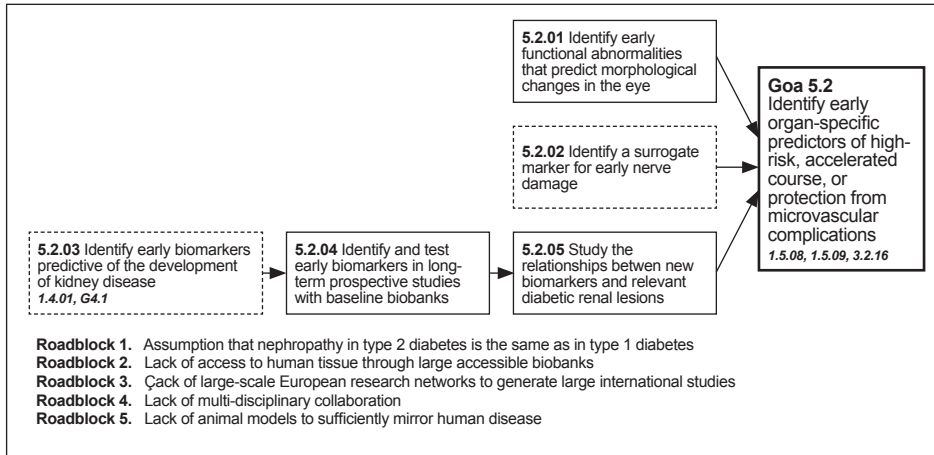 5.2.01 Identify early
functional abnormalities
that predict morphological
changes in the eye
Goa 5.2
Identify early
organ-specific
predictors of high-
risk, accelerated
course, or
protection from
microvascular
complications
1.5.08, 1.5.09, 3.2.16
5.2.02 Identify a surrogate
marker for early nerve
damage
5.2.03 Identify early biomarkers
predictive of the development
of kidney disease
1.4.01, G4.1
5.2.04 Identify and test
early biomarkers in long-
term prospective studies
with baseline biobanks
5.2.05 Study the
relationships betwen new
biomarkers and relevant
diabetic renal lesions
Roadblock 1. Assumption that nephropathy in type 2 diabetes is the same as in type 1 diabetes
Roadblock 2. Lack of access to human tissue through large accessible biobanks
Roadblock 3. Çack of large-scale European research networks to generate large international studies
Roadblock 4. Lack of multi-disciplinary collaboration
Roadblock 5. Lack of animal models to sufficiently mirror human disease